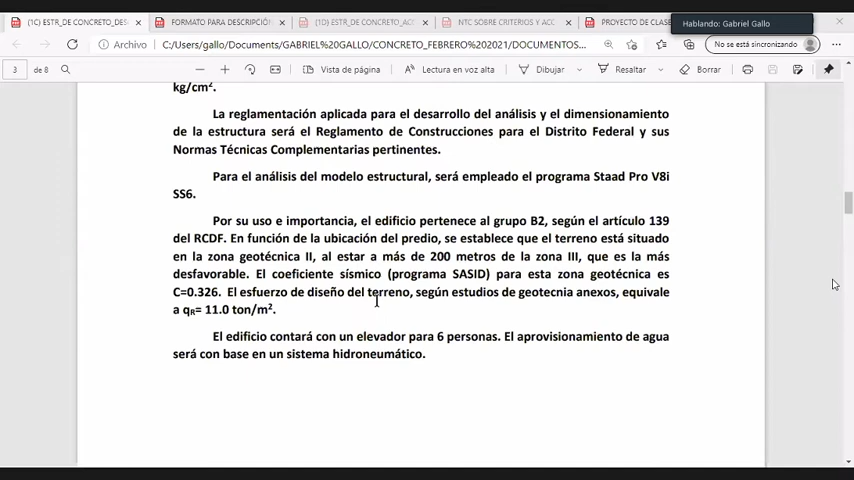 (1C) ESTR_DE CONCRETO_DES
FORMATO PARA DESCRIPCIÓN
(1D) ESTR_DE CONCRETO_ACC
NTC SOBRE CRITERIOS Y ACC
PROYECTO DE CLASE
Hablando: Gabriel Gallo
Archivo
C:/Users/gallo/Documents/GABRIEL%20GALLO/CONCRETO_FEBRERO%202021/DOCUMENTOS...
No se está sincronizando
3
de 8
Vista de página
Lectura en voz alta
Dibujar
Resaltar
Borrar
kg/cm².
La reglamentación aplicada para el desarrollo del análisis y el dimensionamiento
de la estructura será el Reglamento de Construcciones para el Distrito Federal y sus
Normas Técnicas Complementarias pertinentes.
Para el análisis del modelo estructural, será empleado el programa Staad Pro V8i
SS6.
Por su uso e importancia, el edificio pertenece al grupo B2, según el artículo 139
del RCDF. En función de la ubicación del predio, se establece que el terreno está situado
en la zona geotécnica II, al estar a más de 200 metros de la zona III, que es la más
desfavorable. El coeficiente sísmico (programa SASID) para esta zona geotécnica es
C=0.326. El esfuerzo de diseño del terreno, según estudios de geotecnia anexos, equivale
a qR= 11.0 ton/m².
El edificio contará con un elevador para 6 personas. El aprovisionamiento de agua
será con base en un sistema hidroneumático.